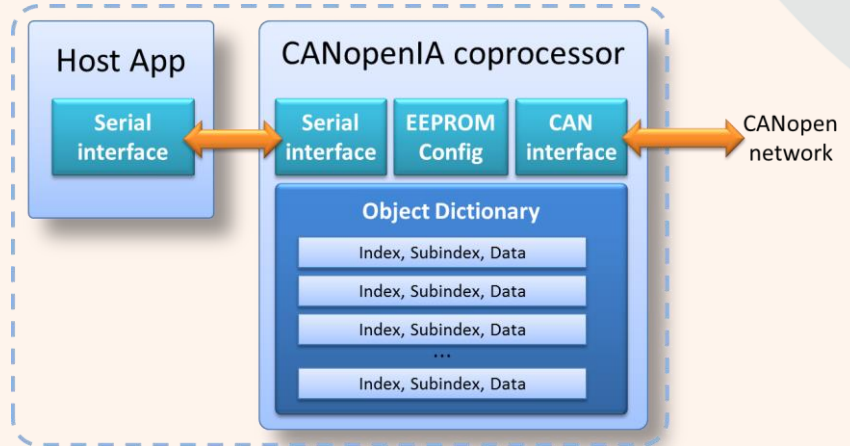 Host App
CANopenIA coprocessor
Serial
interface
Serial
interface
EEPROM
Config
CAN
interface
CANopen
network
Object Dictionary
Index, Subindex, Data
Index, Subindex, Data
Index, Subindex, Data
...
Index, Subindex, Data